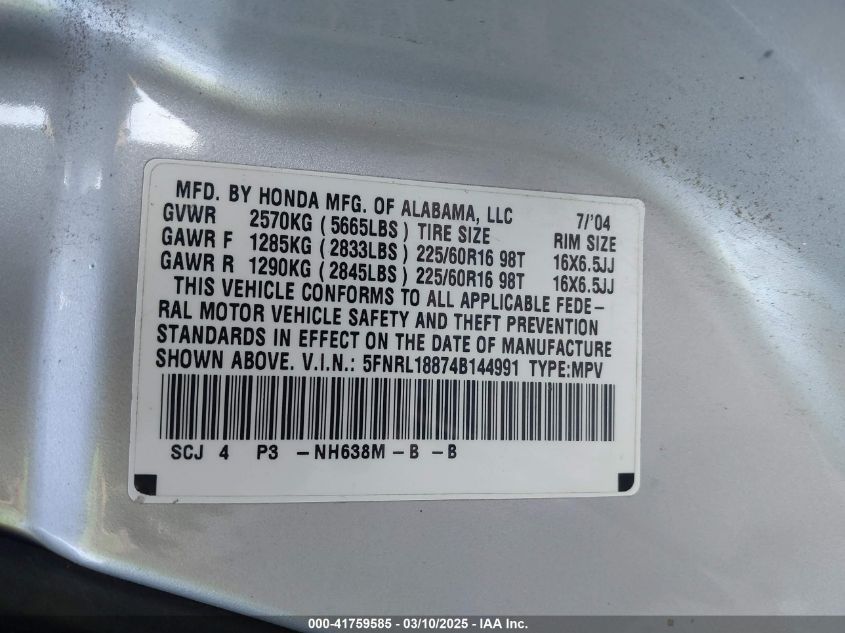 MFD. BY HONDA MFG. OF ALABAMA, LLC 7/'04
GVWR 2570KG (5665LBS) TIRE SIZE RIM SIZE
GAWR F 1285KG (2833LBS) 225/60R16 98T 16X6.5JJ
GAWR R 1290KG (2845LBS) 225/60R16 98T 16X6.5JJ
THIS VEHICLE CONFORMS TO ALL APPLICABLE FEDE-
RAL MOTOR VEHICLE SAFETY AND THEFT PREVENTION
STANDARDS IN EFFECT ON THE DATE OF MANUFACTURE
SHOWN ABOVE. V.I.N.: 5FNRL18874B144991 TYPE:MPV
SCJ 4 P3 -NH638M -B -B
000-41759585 — 03/10/2025 — IAA Inc.